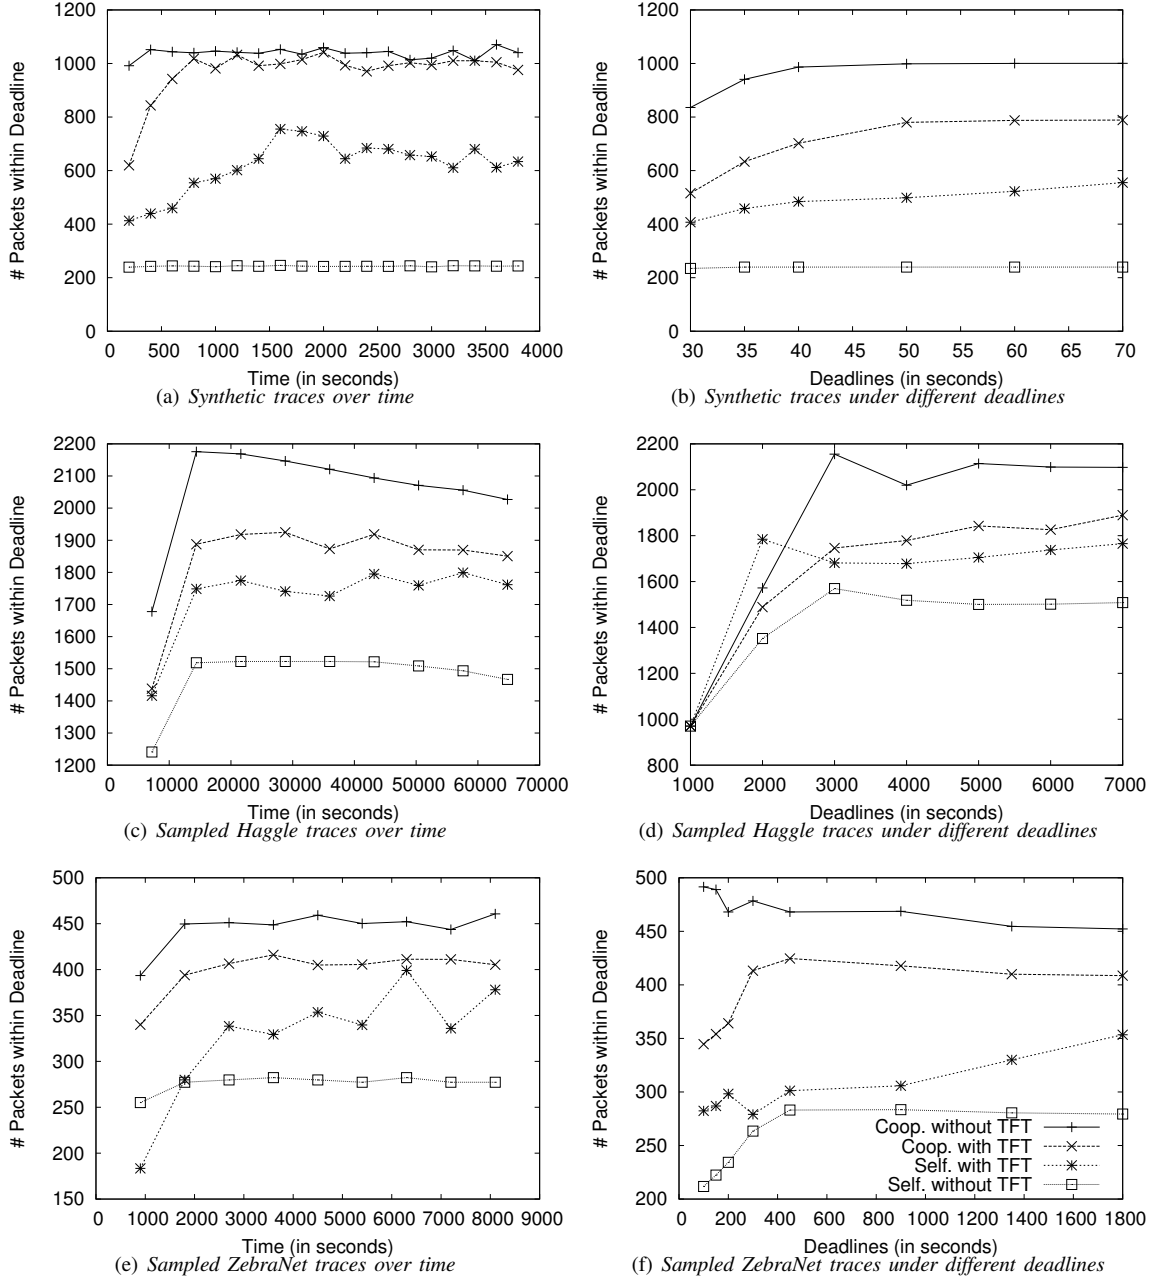 1200
1000
800
600
400
200
0
# Packets within Deadline
0 500 1000 1500 2000 2500 3000 3500 4000
Time (in seconds)
(a) Synthetic traces over time
1200
1000
800
600
400
200
0
# Packets within Deadline
30 35 40 45 50 55 60 65 70
Deadlines (in seconds)
(b) Synthetic traces under different deadlines
2200
2100
2000
1900
1800
1700
1600
1500
1400
1300
1200
# Packets within Deadline
0 10000 20000 30000 40000 50000 60000 70000
Time (in seconds)
(c) Sampled Haggle traces over time
2200
2000
1800
1600
1400
1200
1000
800
# Packets within Deadline
1000 2000 3000 4000 5000 6000 7000
Deadlines (in seconds)
(d) Sampled Haggle traces under different deadlines
500
450
400
350
300
250
200
150
# Packets within Deadline
0 1000 2000 3000 4000 5000 6000 7000 8000 9000
Time (in seconds)
(e) Sampled ZebraNet traces over time
500
450
400
350
300
250
200
# Packets within Deadline
Coop. without TFT
Coop. with TFT
Self. with TFT
Self. without TFT
0 200 400 600 800 1000 1200 1400 1600 1800
Deadlines (in seconds)
(f) Sampled ZebraNet traces under different deadlines